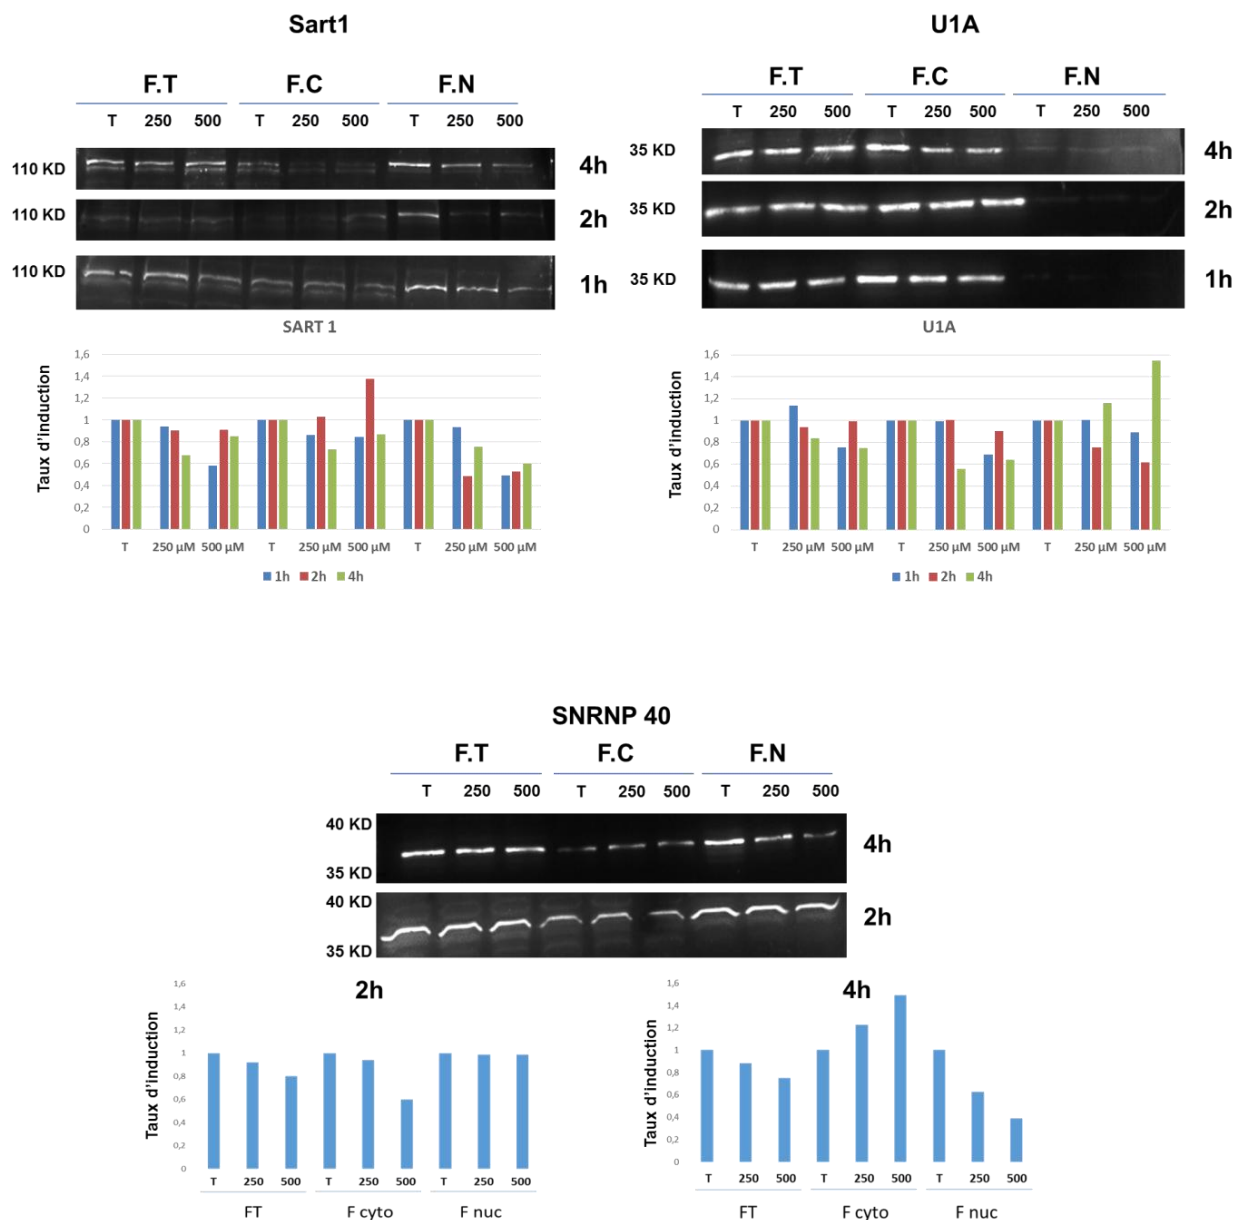 Sart1
F.T F.C F.N
T 250 500 T 250 500 T 250 500
110 KD 4h
110 KD 2h
110 KD 1h
SART 1
Taux d'induction
1,6
1,4
1,2
1
0,8
0,6
0,4
0,2
0
T 250 µM 500 µM T 250 µM 500 µM T 250 µM 500 µM
1h 2h 4h
U1A
F.T F.C F.N
T 250 500 T 250 500 T 250 500
35 KD 4h
35 KD 2h
35 KD 1h
U1A
Taux d'induction
1,6
1,4
1,2
1
0,8
0,6
0,4
0,2
0
T 250 µM 500 µM T 250 µM 500 µM T 250 µM 500 µM
1h 2h 4h
SNRNP 40
F.T F.C F.N
T 250 500 T 250 500 T 250 500
40 KD
4h
35 KD
40 KD
2h
35 KD
2h
Taux d'induction
1,6
1,4
1,2
1
0,8
0,6
0,4
0,2
0
T 250 500 T 250 500 T 250 500
FT F cyto F nuc
4h
Taux d'induction
1,6
1,4
1,2
1
0,8
0,6
0,4
0,2
0
T 250 500 T 250 500 T 250 500
FT F cyto F nuc